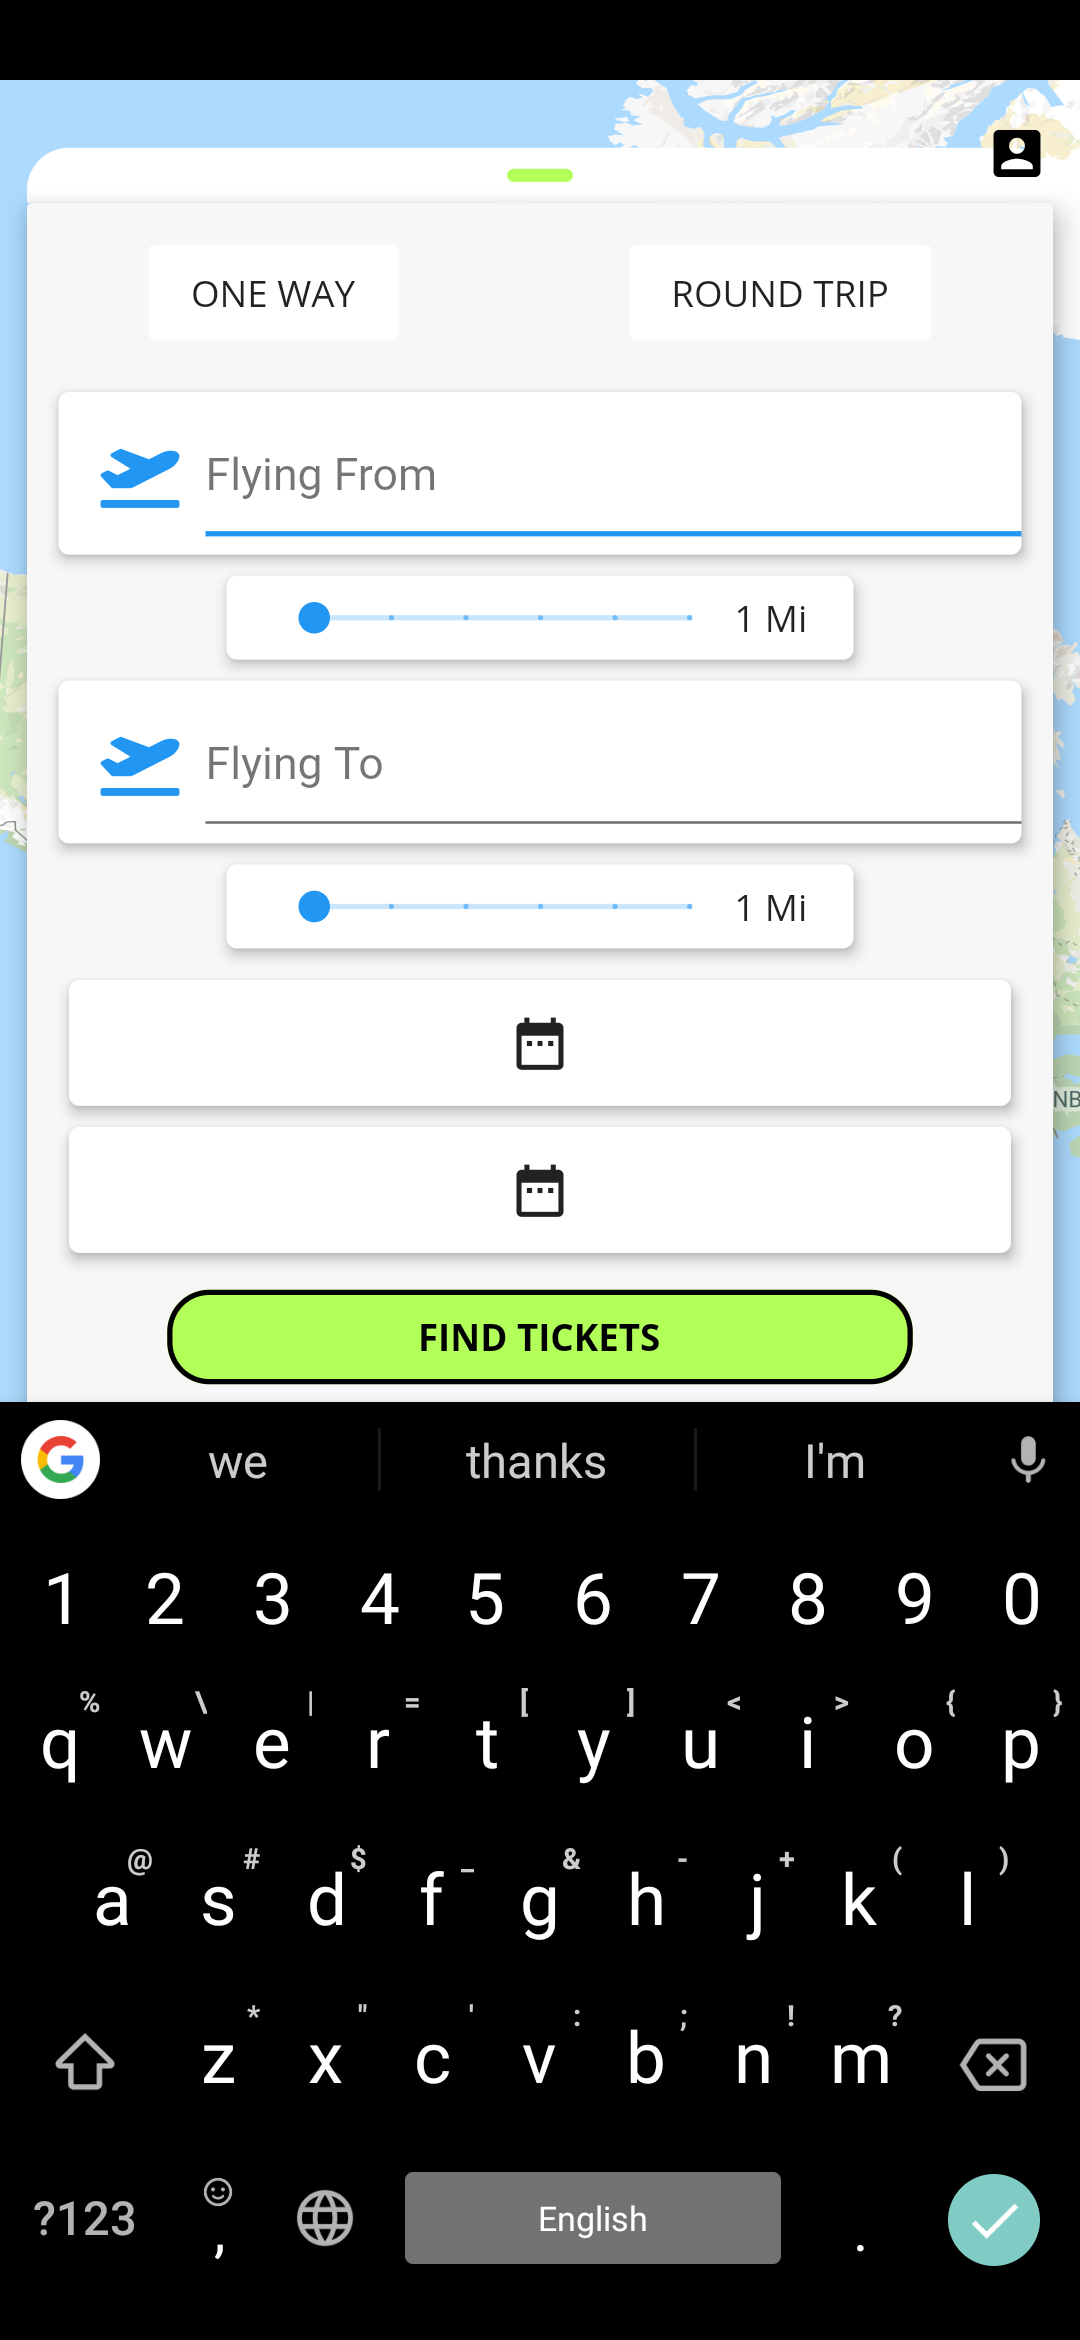 ONE WAY ROUND TRIP
Flying From
1 Mi
Flying To
1 Mi
NB
FIND TICKETS
we thanks I'm
1 2 3 4 5 6 7 8 9 0
% \ | = [ ] < > { }
q w e r t y u i o p
@ # $ _ & - + ( )
a s d f g h j k l
* " ' : ; ! ?
z x c v b n m
?123 , English .